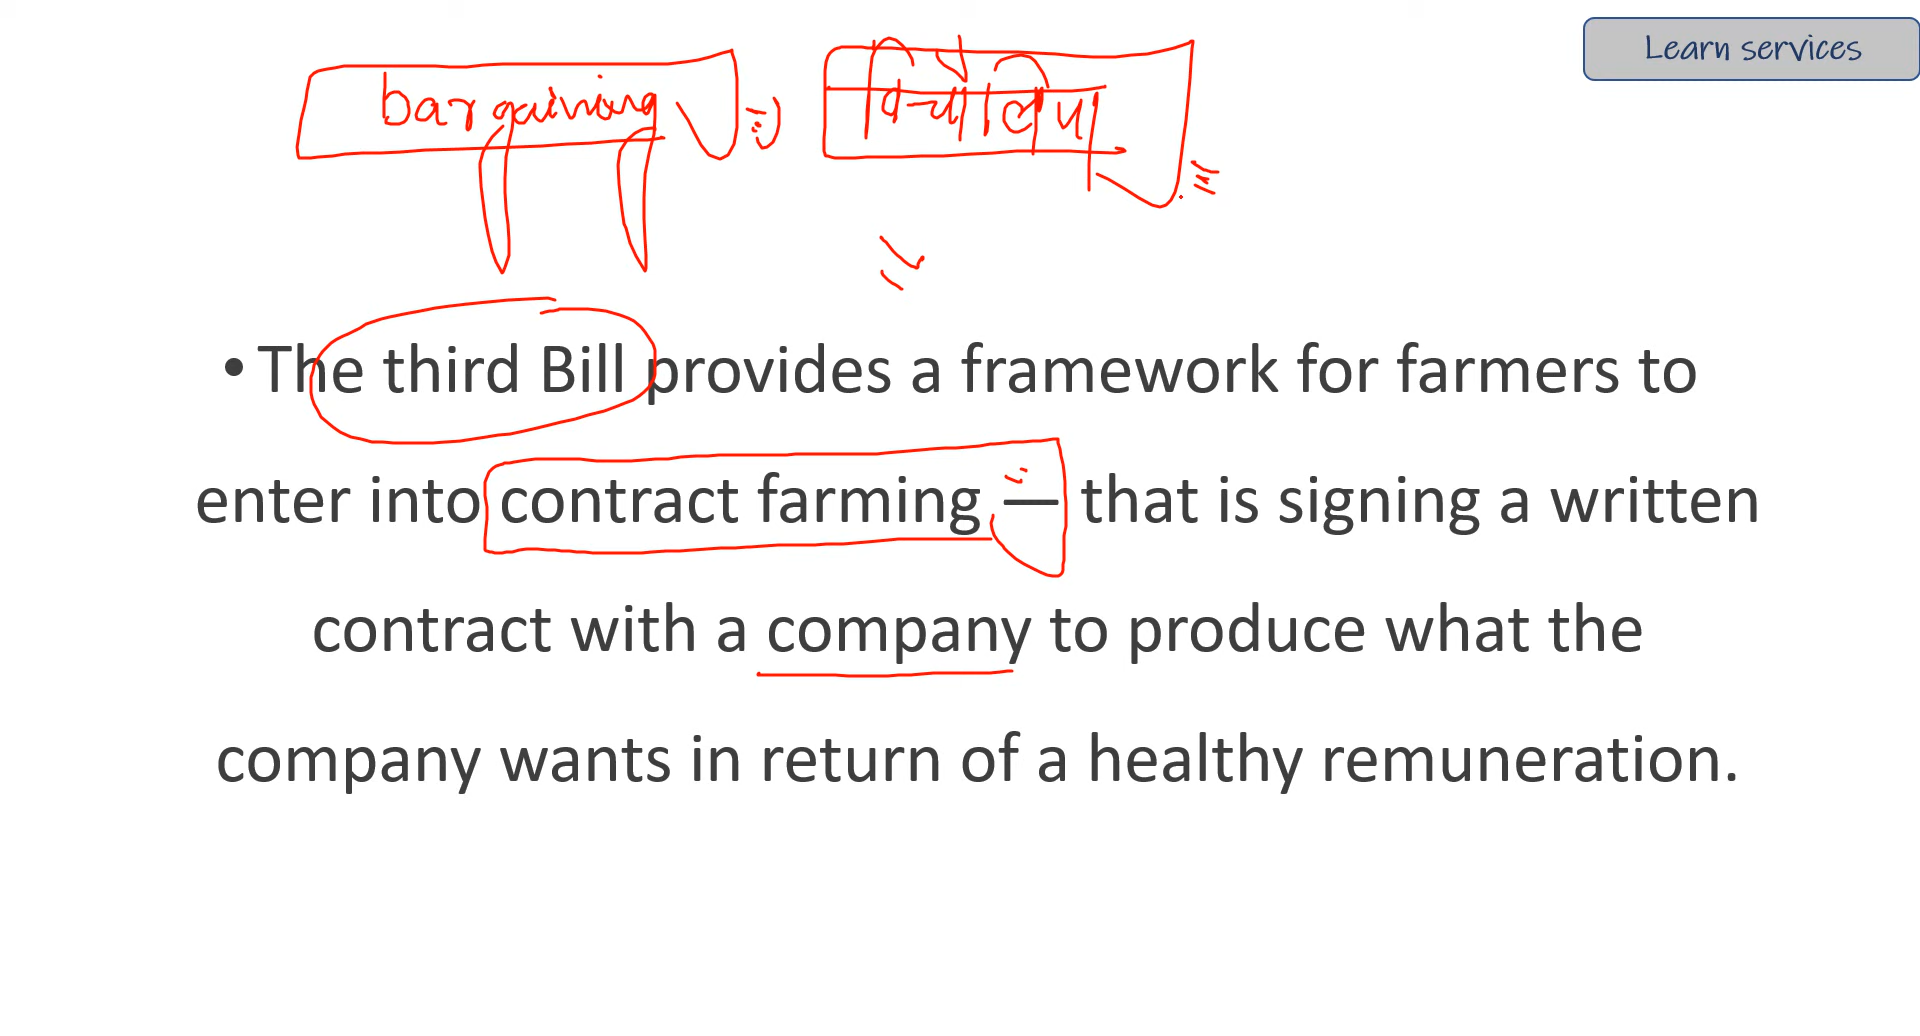 Learn services
bargaining
• The third Bill provides a framework for farmers to
enter into contract farming — that is signing a written
contract with a company to produce what the
company wants in return of a healthy remuneration.